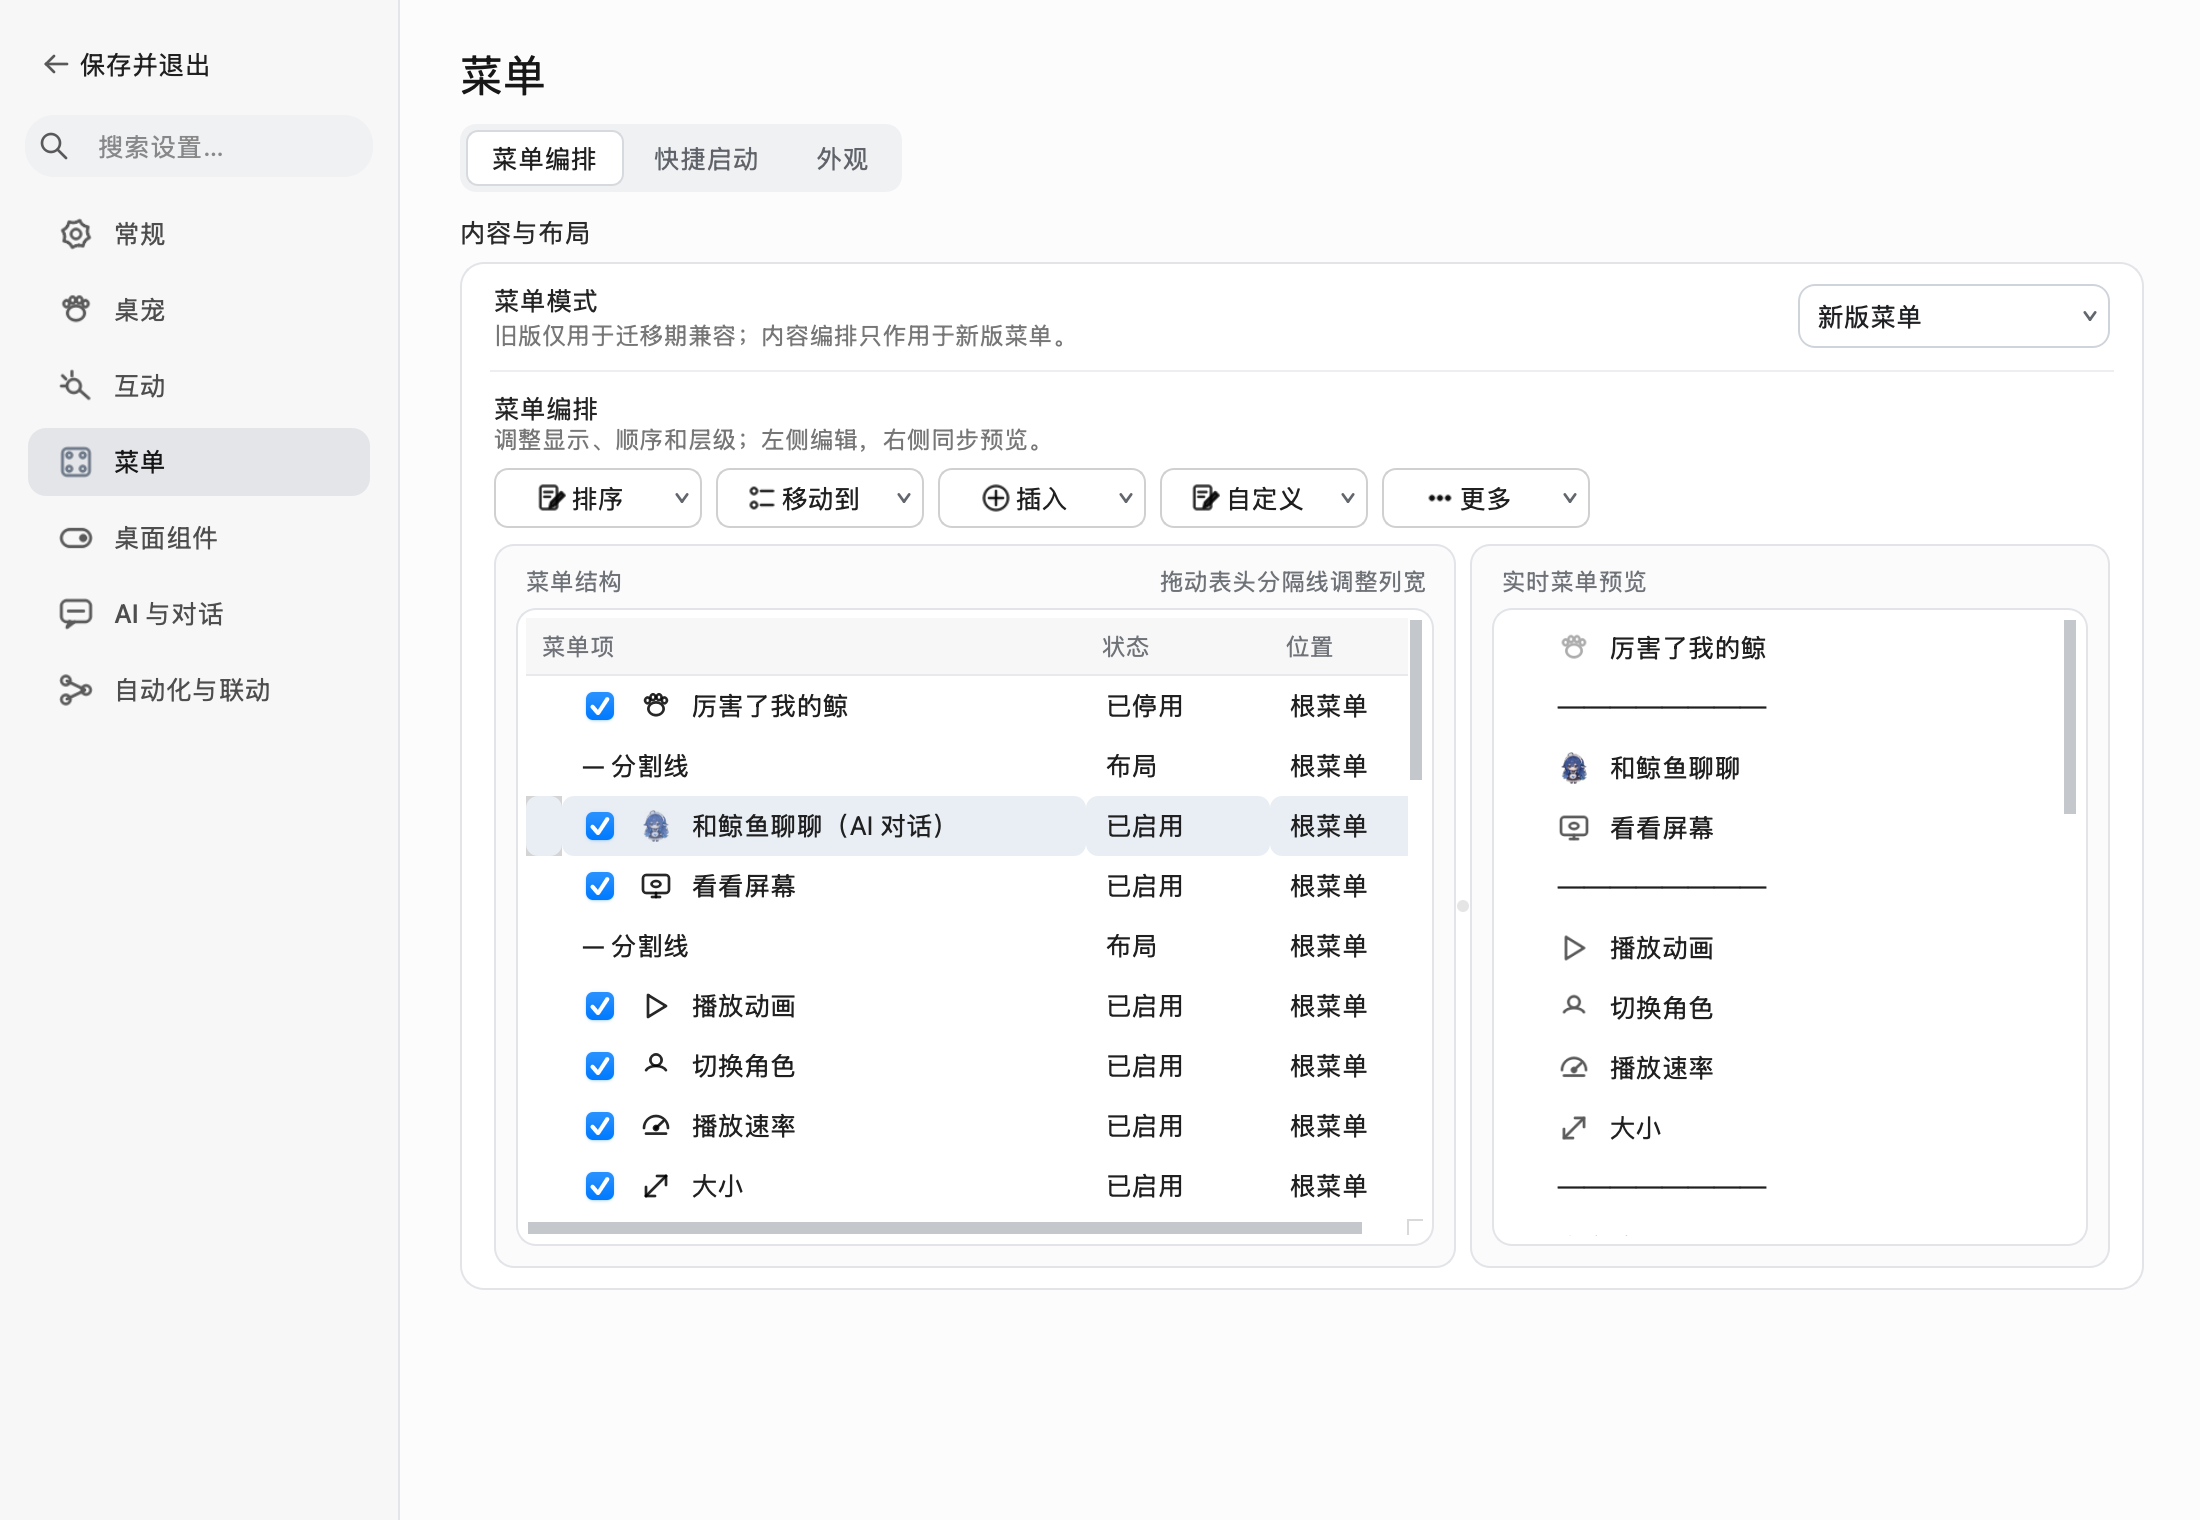 保存并退出
搜索设置...
常规
桌宠
互动
菜单
桌面组件
AI 与对话
自动化与联动
菜单
菜单编排 快捷启动 外观
内容与布局
菜单模式
旧版仅用于迁移期兼容；内容编排只作用于新版菜单。
新版菜单
菜单编排
调整显示、顺序和层级；左侧编辑，右侧同步预览。
排序 移动到 插入 自定义 更多
菜单结构 拖动表头分隔线调整列宽
菜单项 状态 位置
厉害了我的鲸 已停用 根菜单
— 分割线 布局 根菜单
和鲸鱼聊聊（AI 对话） 已启用 根菜单
看看屏幕 已启用 根菜单
— 分割线 布局 根菜单
播放动画 已启用 根菜单
切换角色 已启用 根菜单
播放速率 已启用 根菜单
大小 已启用 根菜单
实时菜单预览
厉害了我的鲸
————————
和鲸鱼聊聊
看看屏幕
————————
播放动画
切换角色
播放速率
大小
————————